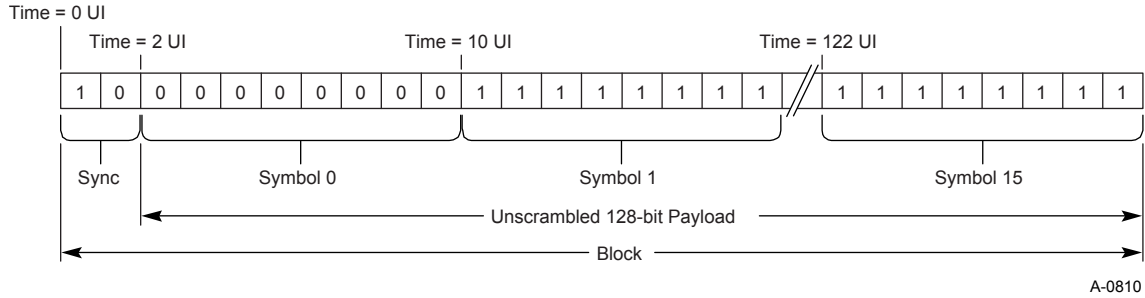 Time = 0 UI
Time = 2 UI Time = 10 UI Time = 122 UI
1 0 0 0 0 0 0 0 0 0 1 1 1 1 1 1 1 1 1 1 1 1 1 1 1 1
Sync Symbol 0 Symbol 1 Symbol 15
Unscrambled 128-bit Payload
Block
A-0810